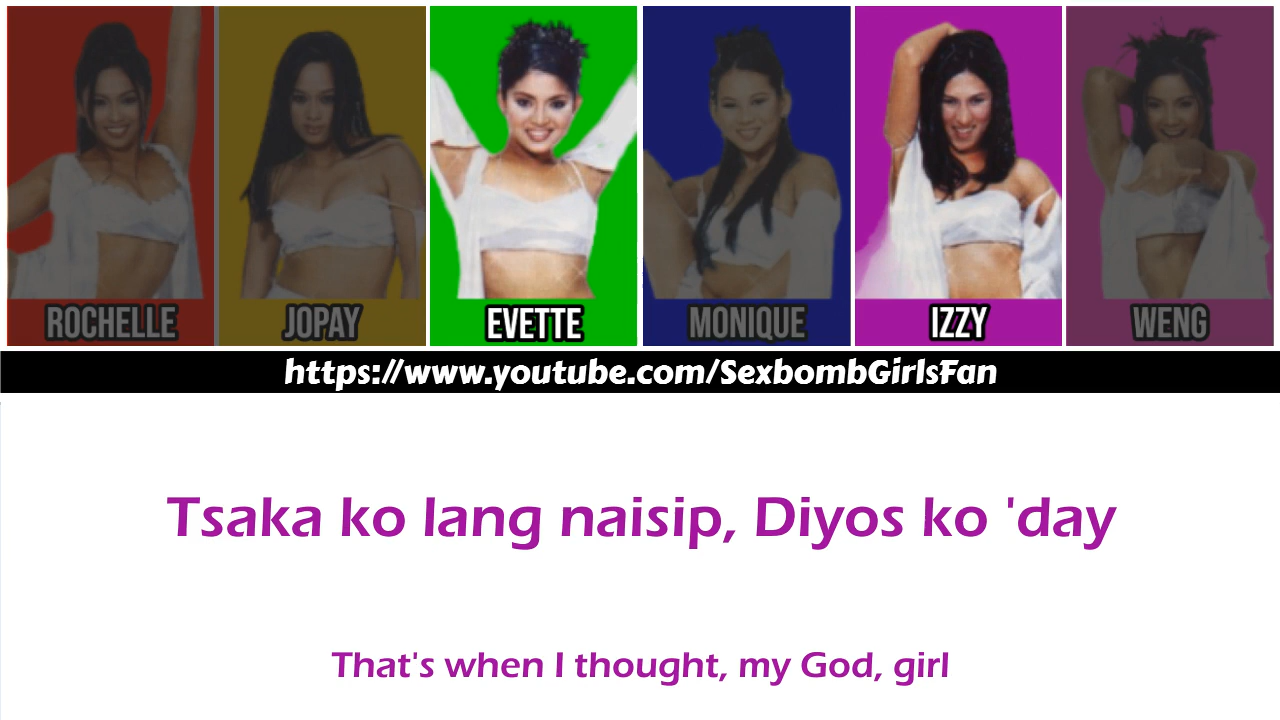 ROCHELLE JOPAY EVETTE MONIQUE IZZY WENG
https://www.youtube.com/SexbombGirlsFan
Tsaka ko lang naisip, Diyos ko 'day
That's when I thought, my God, girl